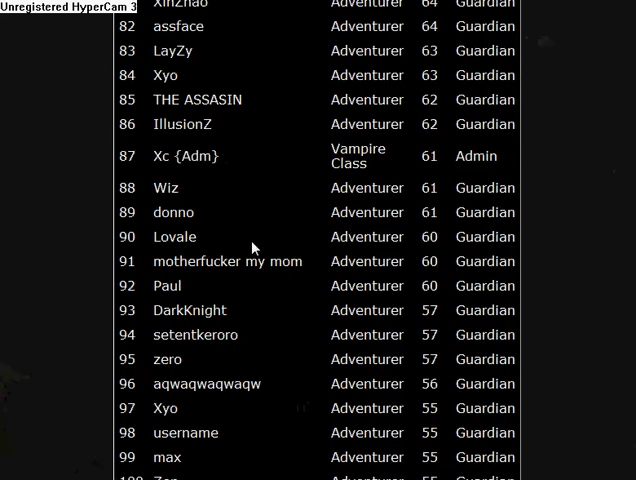 Unregistered HyperCam 3
XinZhao Adventurer 64 Guardian
82 assface Adventurer 64 Guardian
83 LayZy Adventurer 63 Guardian
84 Xyo Adventurer 63 Guardian
85 THE ASSASIN Adventurer 62 Guardian
86 IllusionZ Adventurer 62 Guardian
87 Xc {Adm} Vampire Class 61 Admin
88 Wiz Adventurer 61 Guardian
89 donno Adventurer 61 Guardian
90 Lovale Adventurer 60 Guardian
91 motherfucker my mom Adventurer 60 Guardian
92 Paul Adventurer 60 Guardian
93 DarkKnight Adventurer 57 Guardian
94 setentkeroro Adventurer 57 Guardian
95 zero Adventurer 57 Guardian
96 aqwaqwaqwaqw Adventurer 56 Guardian
97 Xyo Adventurer 55 Guardian
98 username Adventurer 55 Guardian
99 max Adventurer 55 Guardian